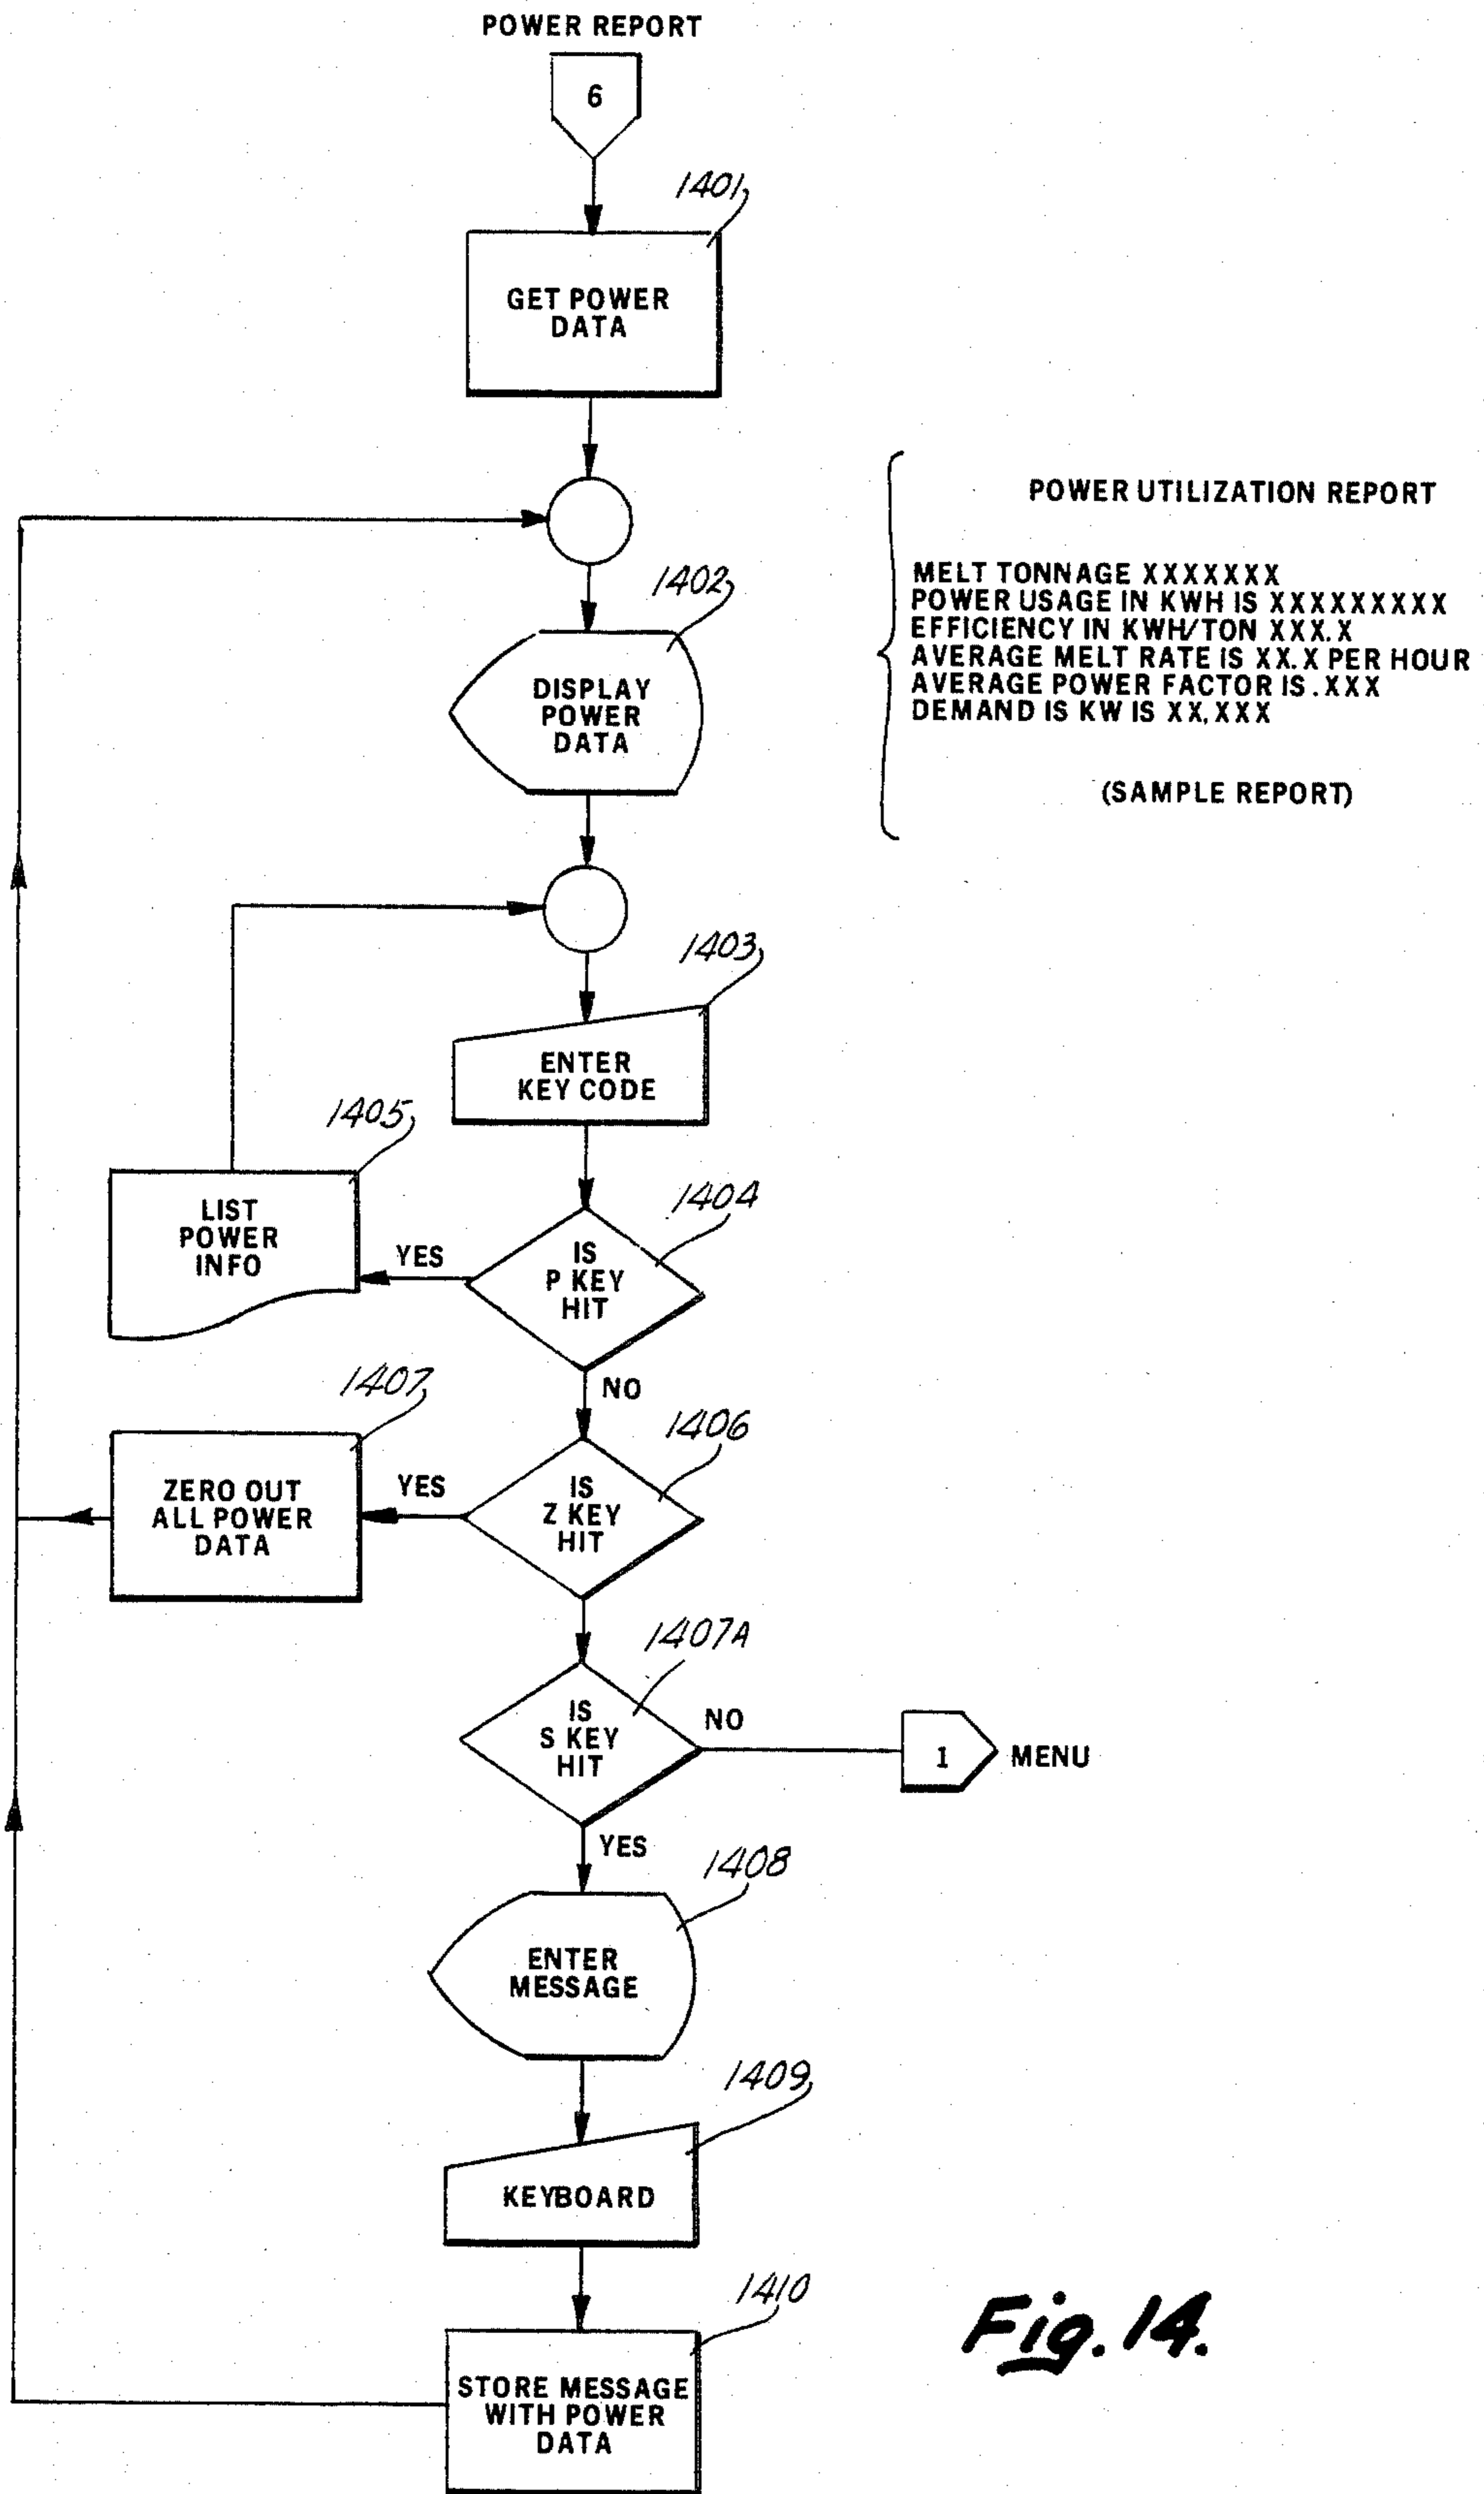 POWER REPORT
6
1401
GET POWER
DATA
POWER UTILIZATION REPORT
MELT TONNAGE XXXXXXX
POWER USAGE IN KWH IS XXXXXXXXX
EFFICIENCY IN KWH/TON XXX.X
AVERAGE MELT RATE IS XX.X PER HOUR
AVERAGE POWER FACTOR IS .XXX
DEMAND IS KW IS XX,XXX
(SAMPLE REPORT)
1402
DISPLAY
POWER
DATA
1403
ENTER
KEY CODE
1405
LIST
POWER
INFO
YES
1404
IS
P KEY
HIT
NO
1407
ZERO OUT
ALL POWER
DATA
YES
1406
IS
Z KEY
HIT
1407A
IS
S KEY
HIT
NO
1
MENU
YES
1408
ENTER
MESSAGE
1409
KEYBOARD
1410
STORE MESSAGE
WITH POWER
DATA
Fig. 14.